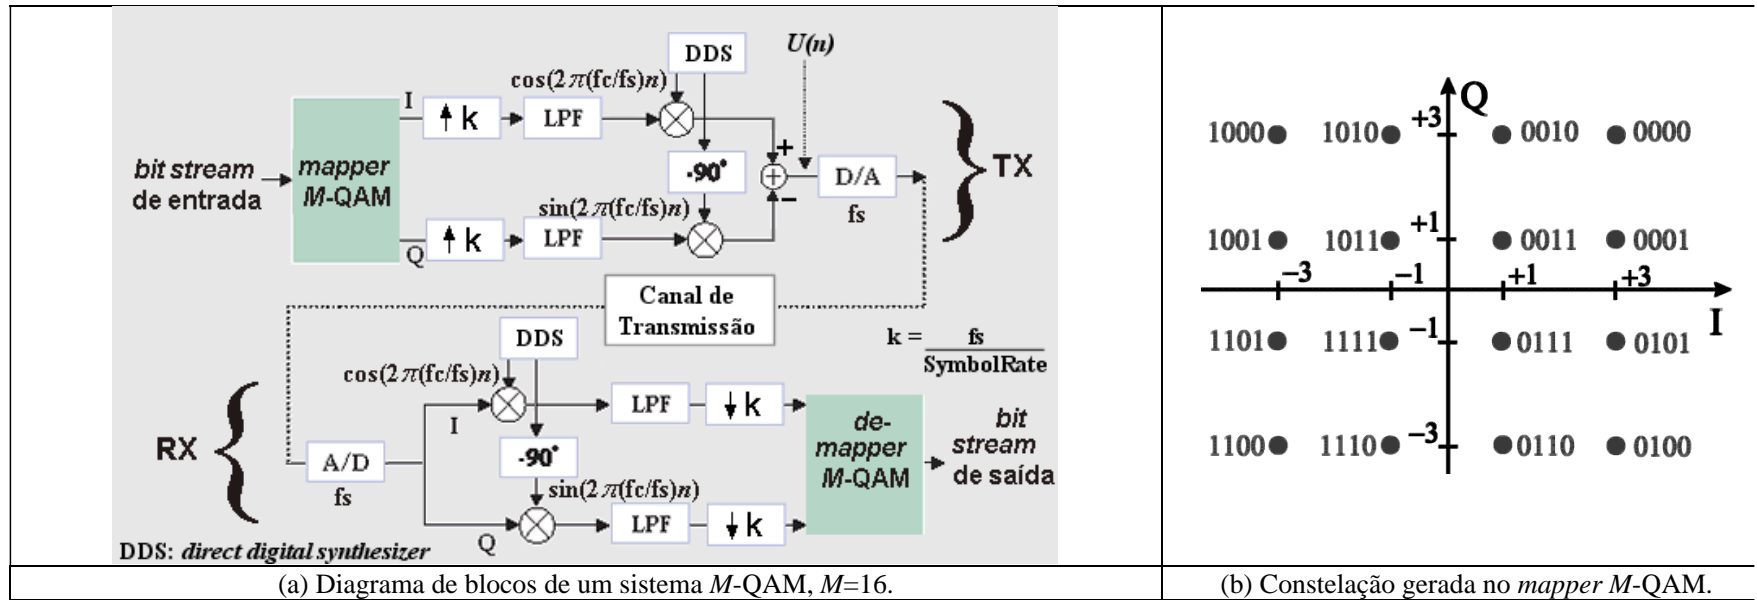 DDS
U(n)
cos(2π(fc/fs)n)
I
k
LPF
bit stream
de entrada
mapper
M-QAM
-90°
+
−
D/A
fs
TX
sin(2π(fc/fs)n)
Q
k
LPF
Canal de
Transmissão
k = fs
SymbolRate
DDS
cos(2π(fc/fs)n)
RX
A/D
fs
I
LPF
k
-90°
sin(2π(fc/fs)n)
Q
LPF
k
de-
mapper
M-QAM
bit
stream
de saída
DDS: direct digital synthesizer
(a) Diagrama de blocos de um sistema M-QAM, M=16.
Q
1000 1010 +3 0010 0000
1001 1011 +1 0011 0001
−3 −1 +1 +3
I
1101 1111 −1 0111 0101
1100 1110 −3 0110 0100
(b) Constelação gerada no mapper M-QAM.